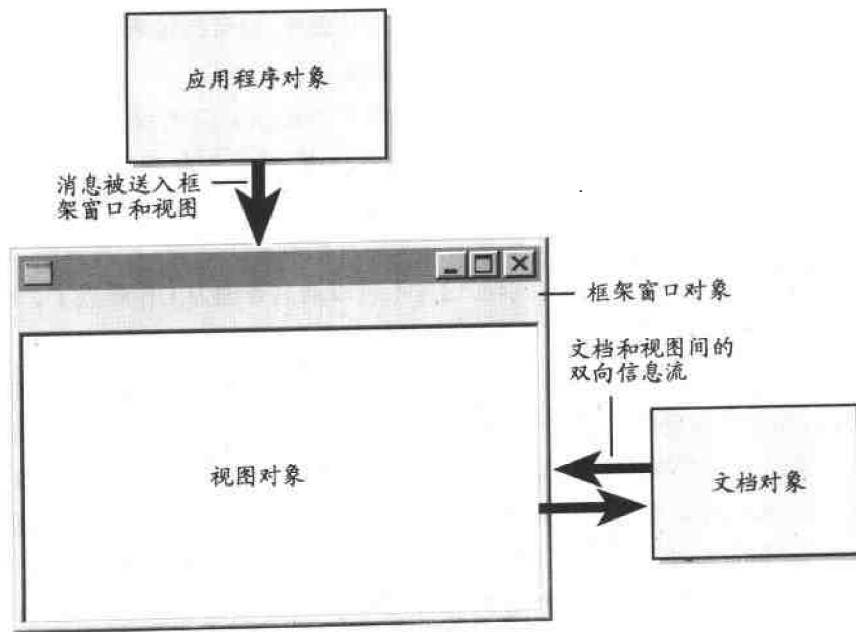 应用程序对象
消息被送入框
架窗口和视图
框架窗口对象
文档和视图间的
双向信息流
视图对象
文档对象